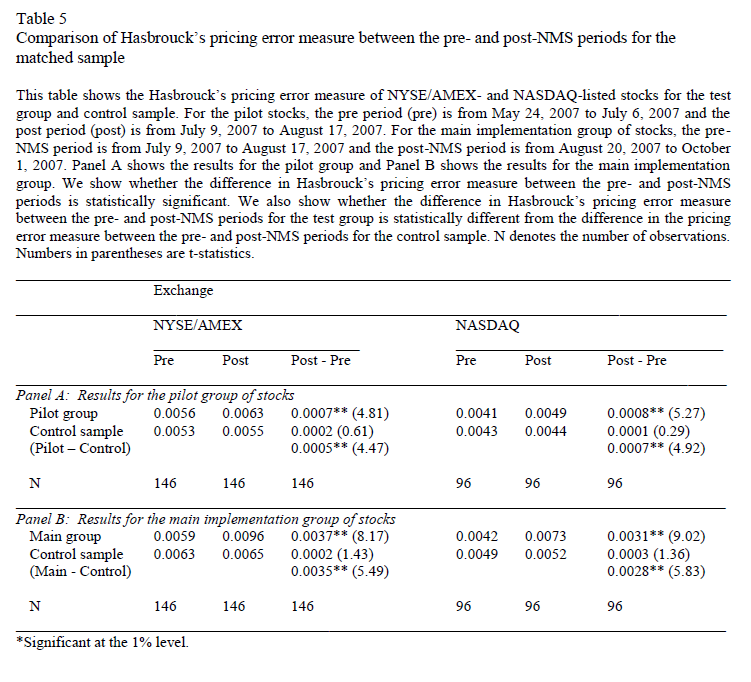 Table 5
Comparison of Hasbrouck's pricing error measure between the pre- and post-NMS periods for the
matched sample
This table shows the Hasbrouck's pricing error measure of NYSE/AMEX- and NASDAQ-listed stocks for the test
group and control sample. For the pilot stocks, the pre period (pre) is from May 24, 2007 to July 6, 2007 and the
post period (post) is from July 9, 2007 to August 17, 2007. For the main implementation group of stocks, the pre-
NMS period is from July 9, 2007 to August 17, 2007 and the post-NMS period is from August 20, 2007 to October
1, 2007. Panel A shows the results for the pilot group and Panel B shows the results for the main implementation
group. We show whether the difference in Hasbrouck's pricing error measure between the pre- and post-NMS
periods is statistically significant. We also show whether the difference in Hasbrouck's pricing error measure
between the pre- and post-NMS periods for the test group is statistically different from the difference in the pricing
error measure between the pre- and post-NMS periods for the control sample. N denotes the number of observations.
Numbers in parentheses are t-statistics.
Exchange
NYSE/AMEX NASDAQ
Pre Post Post - Pre Pre Post Post - Pre
Panel A: Results for the pilot group of stocks
Pilot group 0.0056 0.0063 0.0007** (4.81) 0.0041 0.0049 0.0008** (5.27)
Control sample 0.0053 0.0055 0.0002 (0.61) 0.0043 0.0044 0.0001 (0.29)
(Pilot – Control) 0.0005** (4.47) 0.0007** (4.92)
N 146 146 146 96 96 96
Panel B: Results for the main implementation group of stocks
Main group 0.0059 0.0096 0.0037** (8.17) 0.0042 0.0073 0.0031** (9.02)
Control sample 0.0063 0.0065 0.0002 (1.43) 0.0049 0.0052 0.0003 (1.36)
(Main - Control) 0.0035** (5.49) 0.0028** (5.83)
N 146 146 146 96 96 96
*Significant at the 1% level.